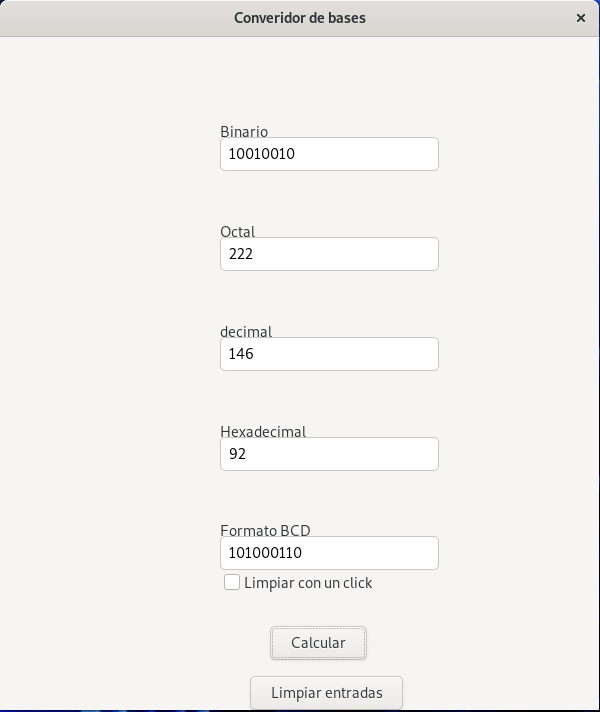 Converidor de bases
Binario
10010010
Octal
222
decimal
146
Hexadecimal
92
Formato BCD
101000110
Limpiar con un click
Calcular
Limpiar entradas